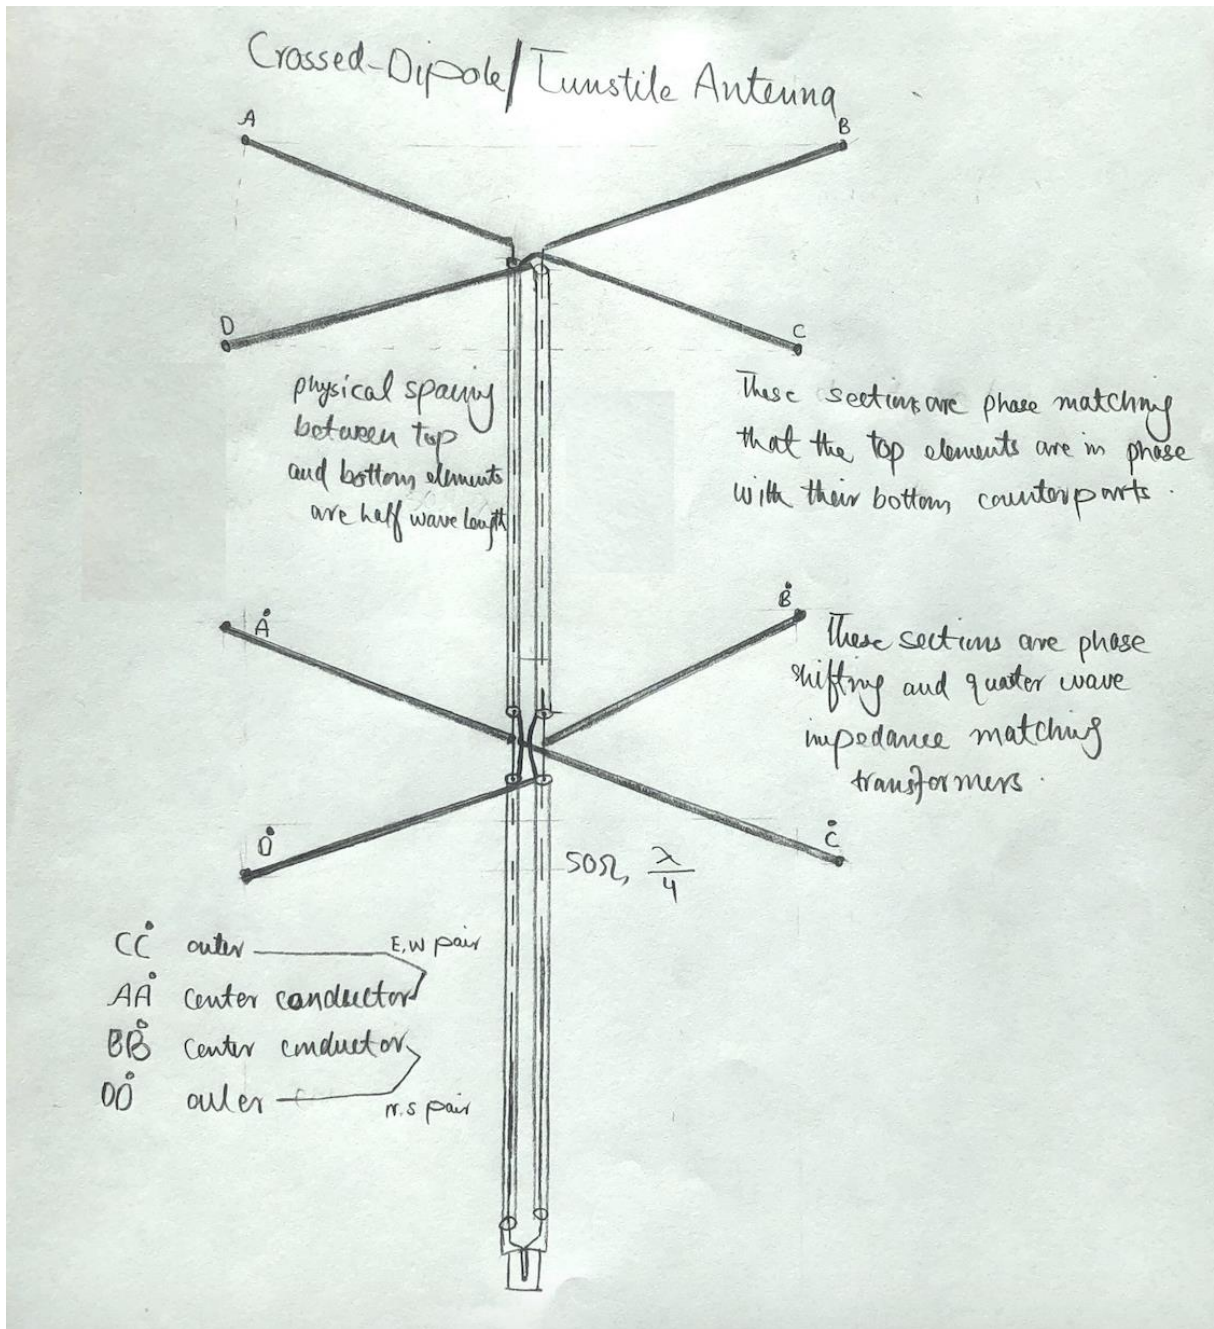 Crossed-Dipole/Tunstile Antenna
A
B
D
C
physical spacing
between top
and bottom elements
are half wave length
These sections are phase matching
that the top elements are in phase
with their bottom counterparts.
Å
B̊
These sections are phase
shifting and quater wave
impedance matching
transformers.
D̊
C̊
50Ω, λ/4
CC̊ outer E,W pair
AÅ center conductor
BB̊ center cnductor
DD̊ outer N.S pair